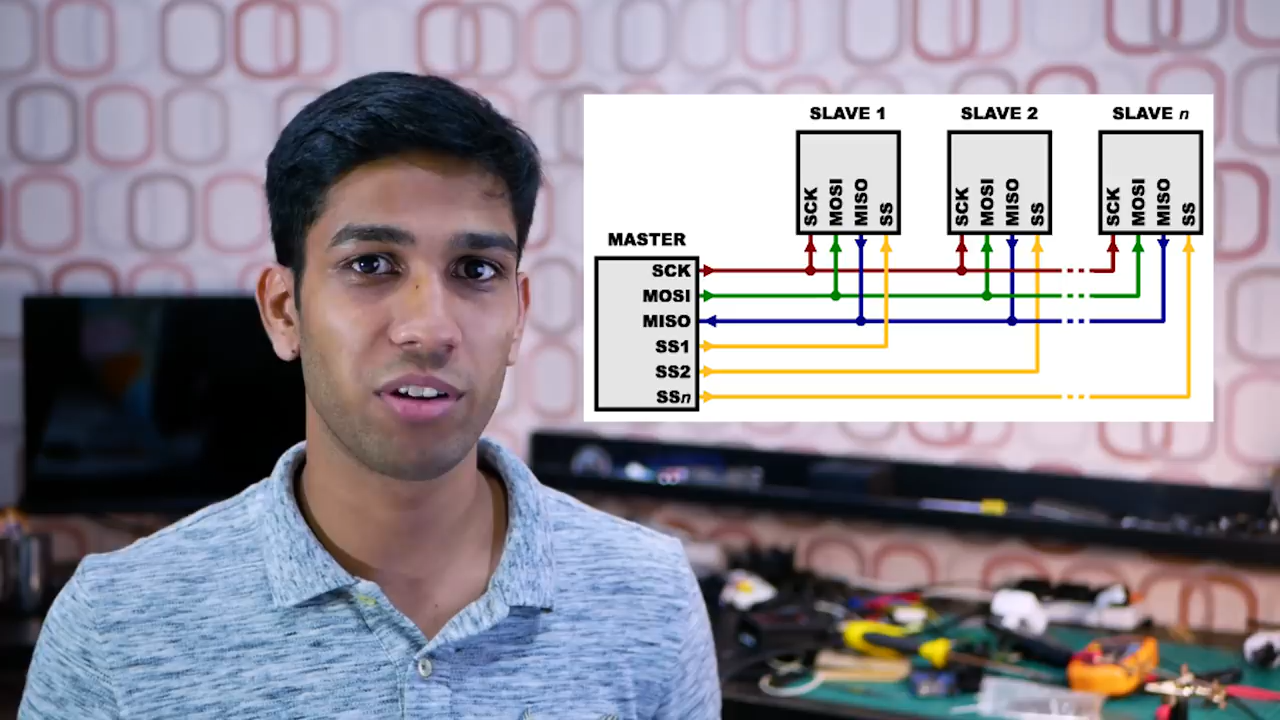 SLAVE 1 SLAVE 2 SLAVE n
SCK MOSI MISO SS SCK MOSI MISO SS SCK MOSI MISO SS
MASTER
SCK
MOSI
MISO
SS1
SS2
SSn